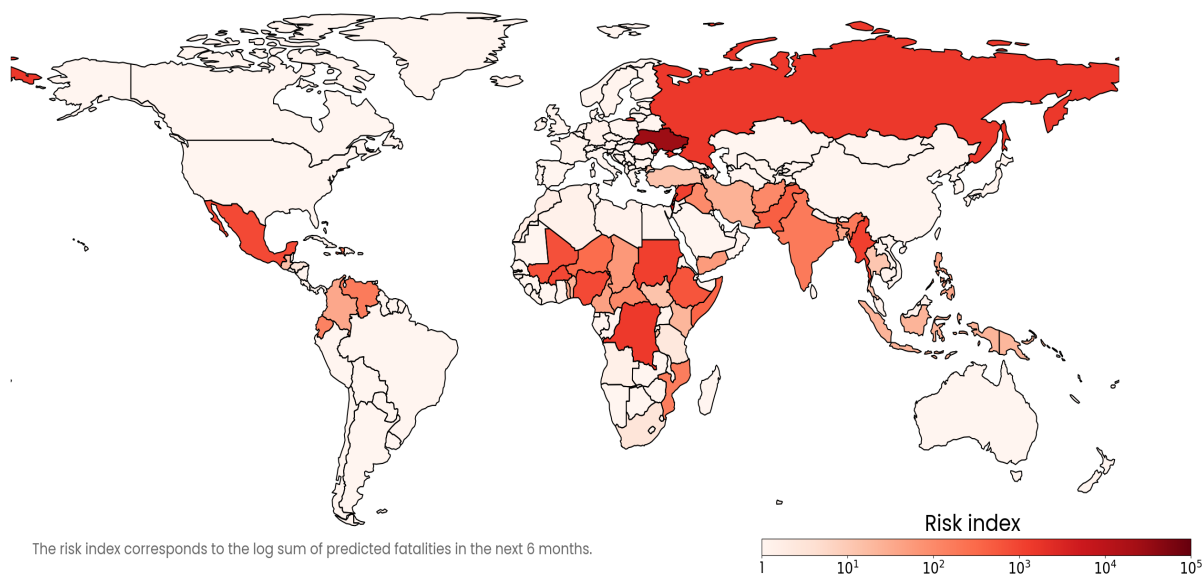 Risk index
The risk index corresponds to the log sum of predicted fatalities in the next 6 months.
1 10¹ 10² 10³ 10⁴ 10⁵